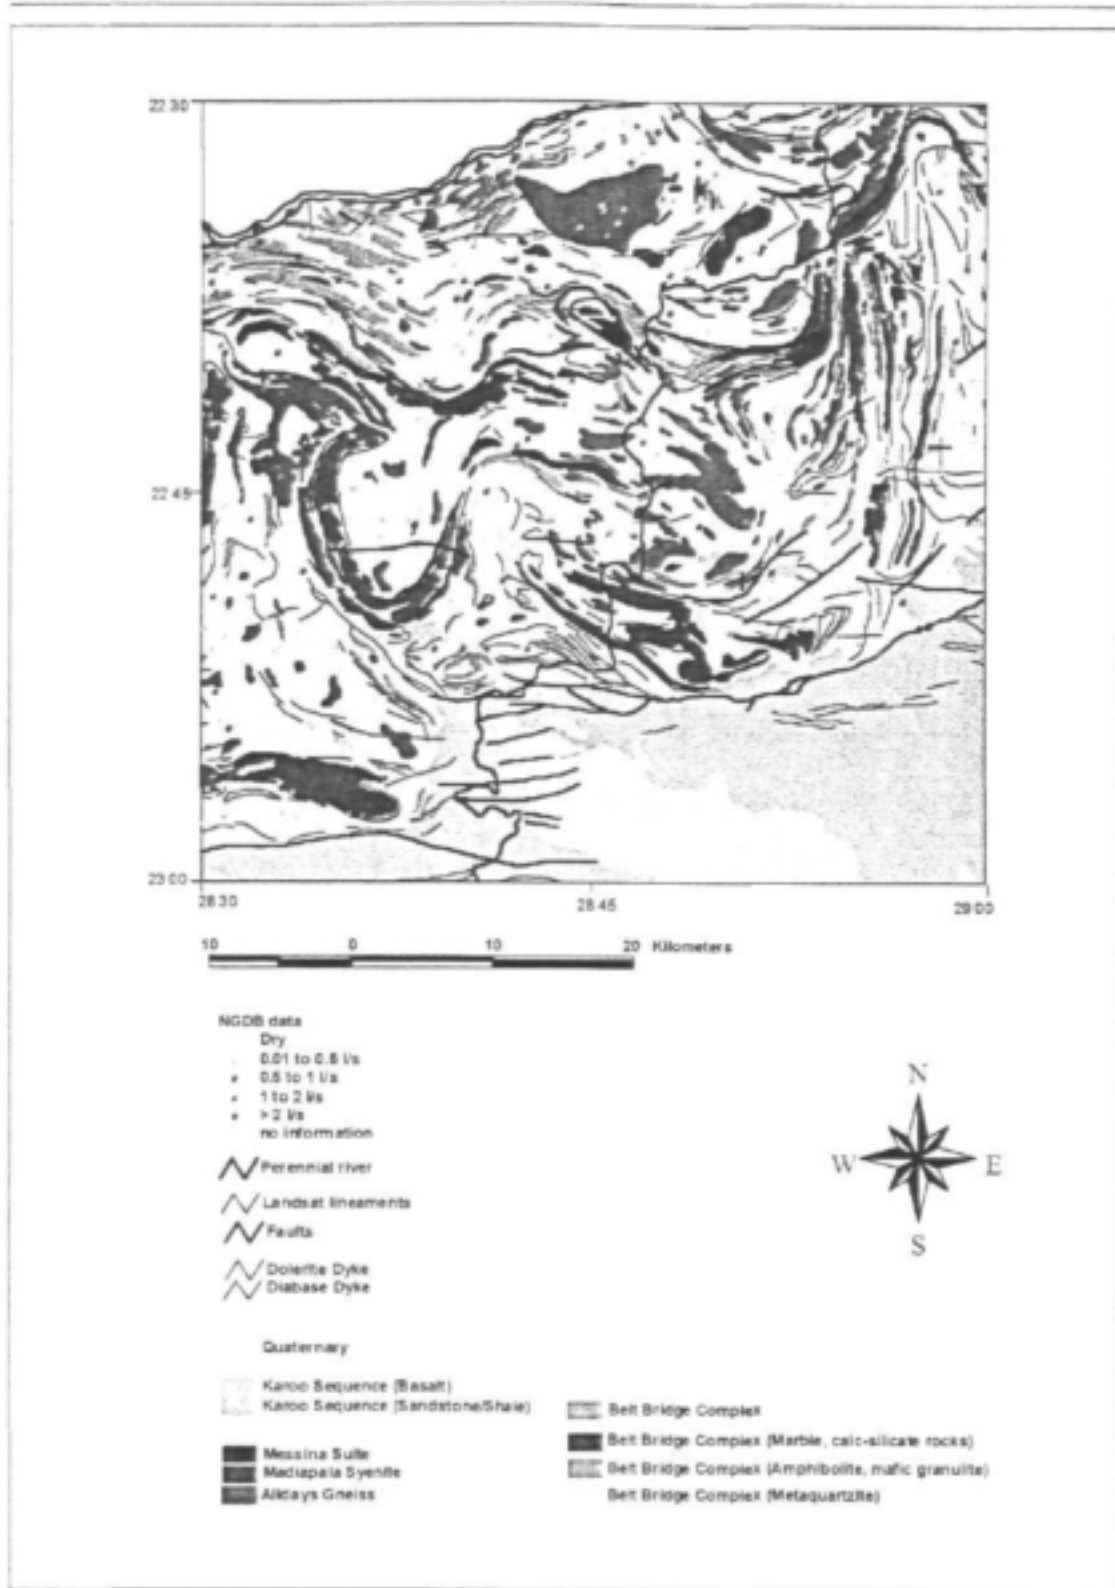 22 30
22 45
23 00
28 30
28 45
29 00
10 0 10 20 Kilometers
NGDB data
Dry
0.01 to 0.5 l/s
0.5 to 1 l/s
1 to 2 l/s
> 2 l/s
no information
Perennial river
Landsat lineaments
Faults
Dolerite Dyke
Diabase Dyke
Quaternary
Karoo Sequence (Basalt)
Karoo Sequence (Sandstone/Shale)
Messina Suite
Madiapala Syenite
Alldays Gneiss
Beit Bridge Complex
Beit Bridge Complex (Marble, calc-silicate rocks)
Beit Bridge Complex (Amphibolite, mafic granulite)
Beit Bridge Complex (Metaquartzite)
N
W E
S